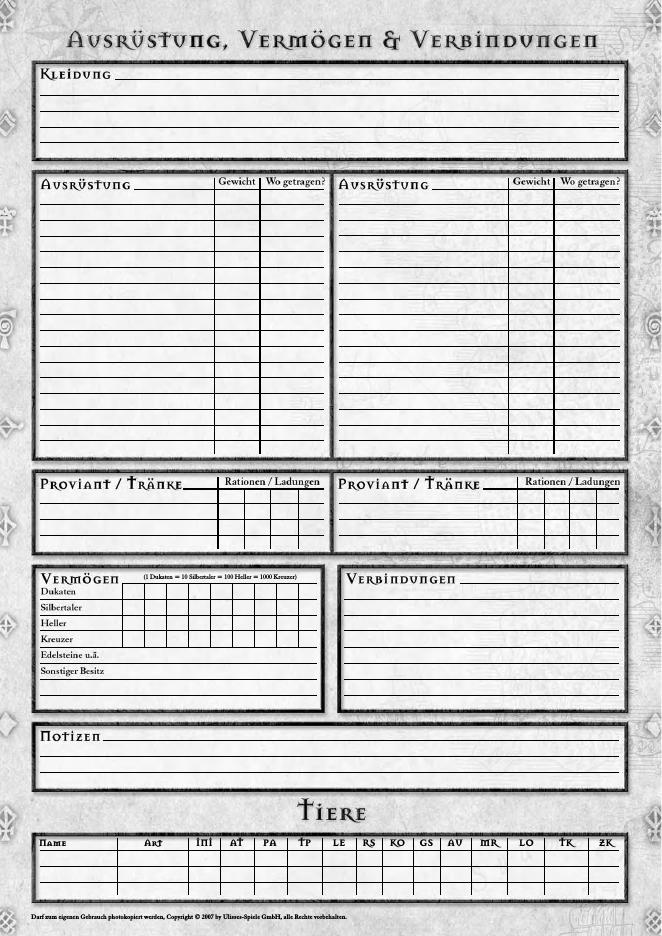 Ausrüstung, Vermögen & Verbindungen
Kleidung
Ausrüstung Gewicht Wo getragen? Ausrüstung Gewicht Wo getragen?
Proviant / Tränke Rationen / Ladungen Proviant / Tränke Rationen / Ladungen
Vermögen (1 Dukaten = 10 Silbertaler = 100 Heller = 1000 Kreuzer)
Dukaten
Silbertaler
Heller
Kreuzer
Edelsteine u.ä.
Sonstiger Besitz
Verbindungen
Notizen
Tiere
Name Art INI AT PA TP LE RS KO GS AU MR LO TK ZK
Darf zum eigenen Gebrauch photokopiert werden, Copyright © 2007 by Ulisses-Spiele GmbH, alle Rechte vorbehalten.